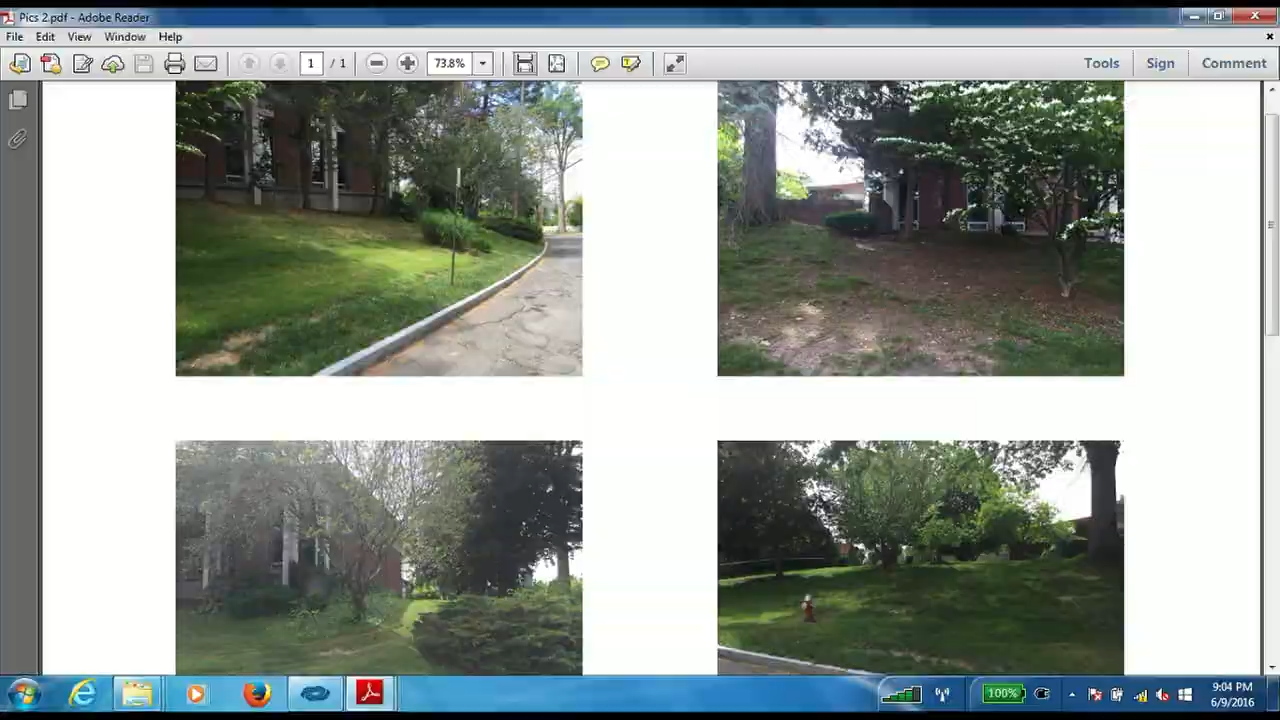 Pics 2.pdf - Adobe Reader
File Edit View Window Help
1 / 1 73.8% Tools Sign Comment
100% 9:04 PM
6/9/2016